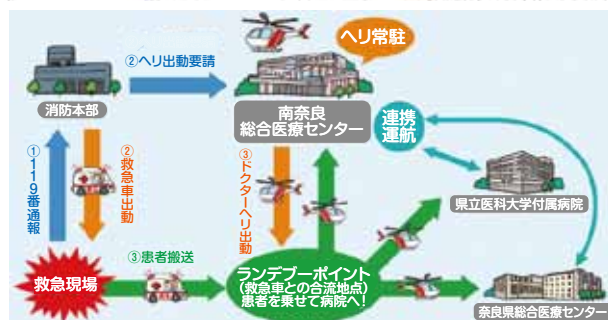 ヘリ常駐
②ヘリ出動要請
消防本部
南奈良
総合医療センター
連携
運航
①119番通報
②救急車出動
③ドクターヘリ出動
県立医科大学付属病院
③患者搬送
救急現場
ランデブーポイント
(救急車との合流地点)
患者を乗せて病院へ!
奈良県総合医療センター